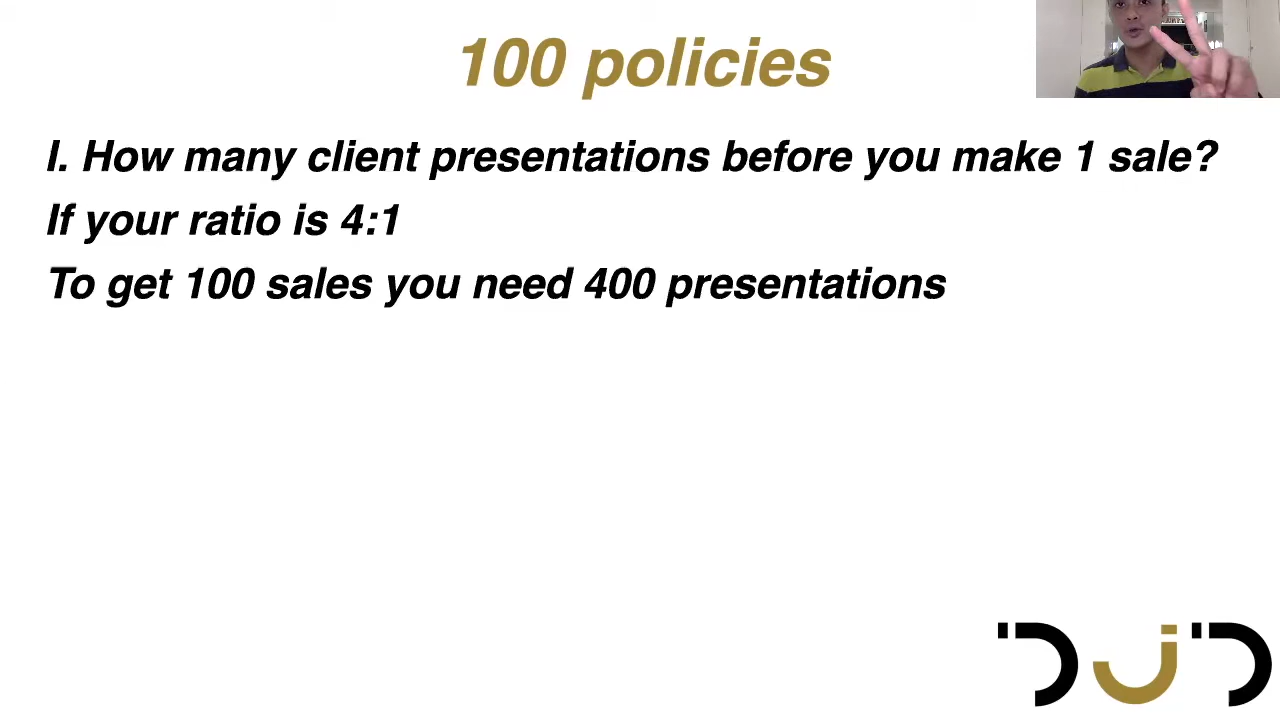 100 policies
I. How many client presentations before you make 1 sale?
If your ratio is 4:1
To get 100 sales you need 400 presentations
DJD